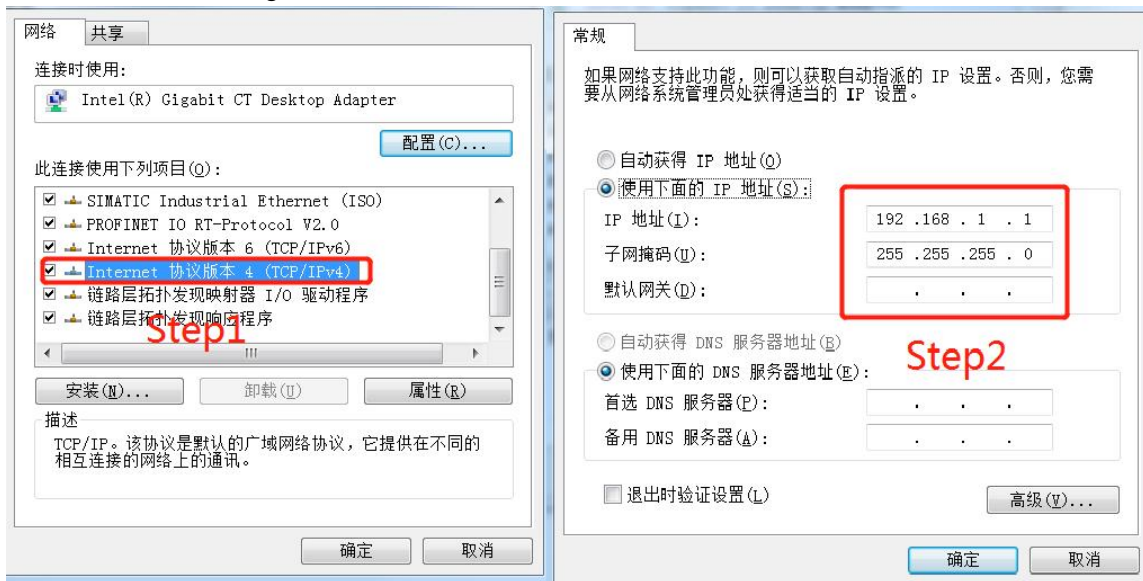 网络
共享
连接时使用:
Intel(R) Gigabit CT Desktop Adapter
配置(C)...
此连接使用下列项目(O):
SIMATIC Industrial Ethernet (ISO)
PROFINET IO RT-Protocol V2.0
Internet 协议版本 6 (TCP/IPv6)
Internet 协议版本 4 (TCP/IPv4)
链路层拓扑发现映射器 I/O 驱动程序
链路层拓扑发现响应程序
Step1
安装(N)...
卸载(U)
属性(R)
描述
TCP/IP。该协议是默认的广域网络协议，它提供在不同的
相互连接的网络上的通讯。
确定
取消
常规
如果网络支持此功能，则可以获取自动指派的 IP 设置。否则，您需
要从网络系统管理员处获得适当的 IP 设置。
自动获得 IP 地址(O)
使用下面的 IP 地址(S):
IP 地址(I): 192 .168 . 1 . 1
子网掩码(U): 255 .255 .255 . 0
默认网关(D): . . .
自动获得 DNS 服务器地址(B)
Step2
使用下面的 DNS 服务器地址(E):
首选 DNS 服务器(P): . . .
备用 DNS 服务器(A): . . .
退出时验证设置(L)
高级(V)...
确定
取消